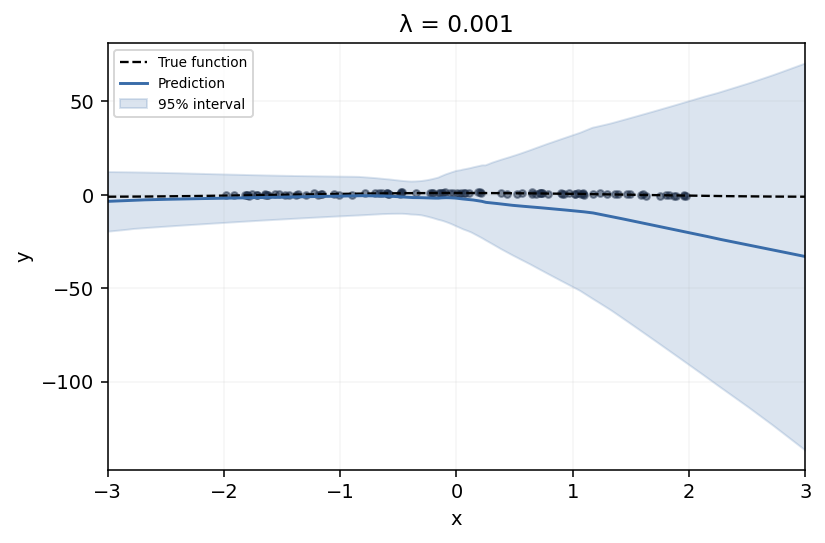 λ = 0.001
True function
Prediction
95% interval
50
0
−50
−100
y
−3
−2
−1
0
1
2
3
x